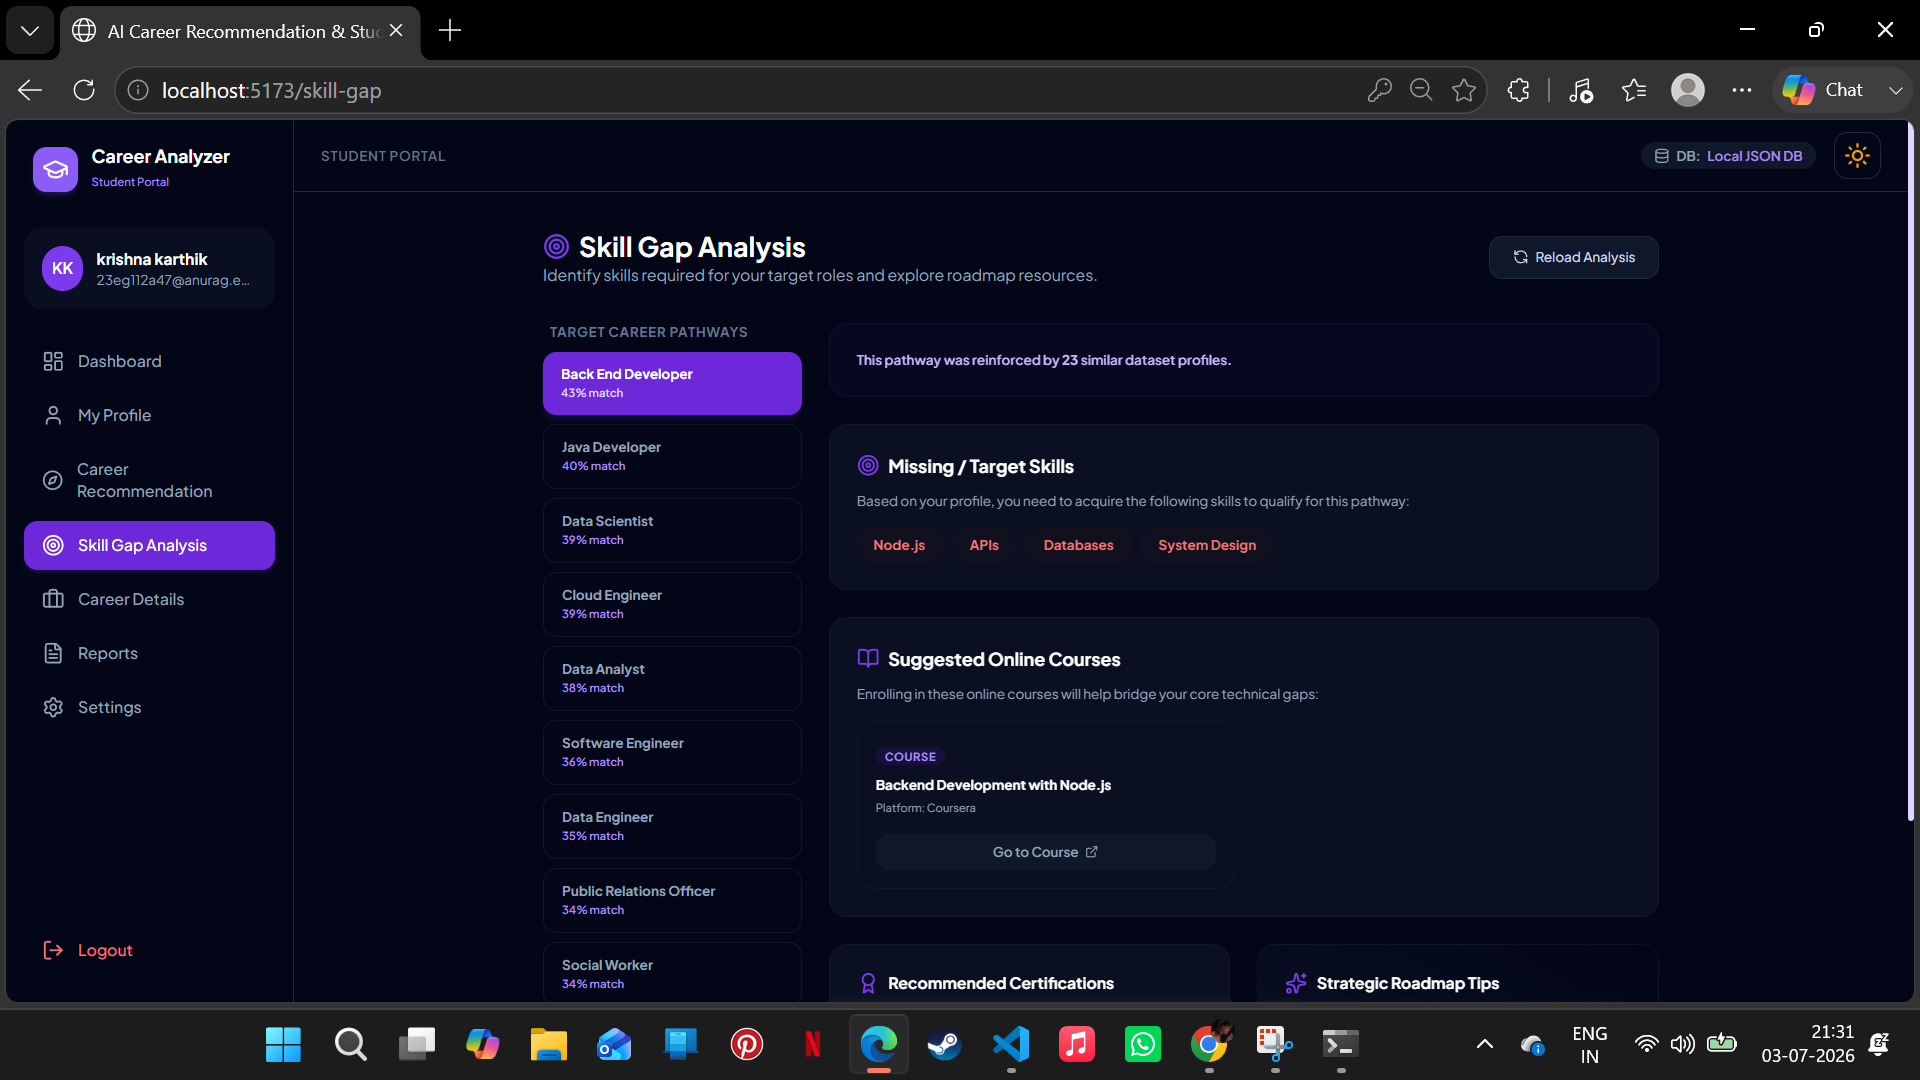 AI Career Recommendation & Stu
localhost:5173/skill-gap
Chat
Career Analyzer
Student Portal
STUDENT PORTAL
DB: Local JSON DB
KK
krishna karthik
23eg112a47@anurag.e...
Dashboard
My Profile
Career
Recommendation
Skill Gap Analysis
Career Details
Reports
Settings
Logout
Skill Gap Analysis
Identify skills required for your target roles and explore roadmap resources.
Reload Analysis
TARGET CAREER PATHWAYS
Back End Developer
43% match
Java Developer
40% match
Data Scientist
39% match
Cloud Engineer
39% match
Data Analyst
38% match
Software Engineer
36% match
Data Engineer
35% match
Public Relations Officer
34% match
Social Worker
34% match
This pathway was reinforced by 23 similar dataset profiles.
Missing / Target Skills
Based on your profile, you need to acquire the following skills to qualify for this pathway:
Node.js APIs Databases System Design
Suggested Online Courses
Enrolling in these online courses will help bridge your core technical gaps:
COURSE
Backend Development with Node.js
Platform: Coursera
Go to Course
Recommended Certifications
Strategic Roadmap Tips
ENG
IN
21:31
03-07-2026